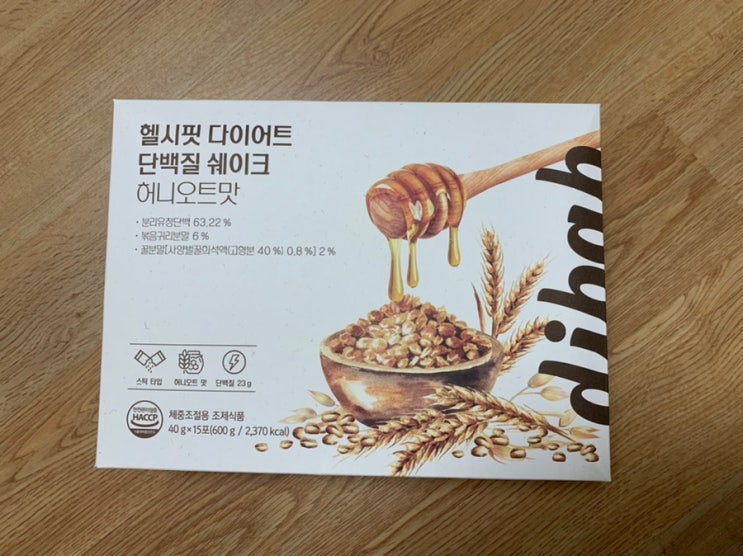 헬시핏 다이어트
단백질 쉐이크
허니오트맛
· 분리유청단백 63.22 %
· 볶음귀리분말 6 %
· 꿀분말[사양벌꿀희석액(고형분 40 %) 0.8 %] 2 %
dibab
스틱 타입
허니오트 맛
단백질 23 g
HACCP
체중조절용 조제식품
40 g × 15포(600 g / 2,370 kcal)